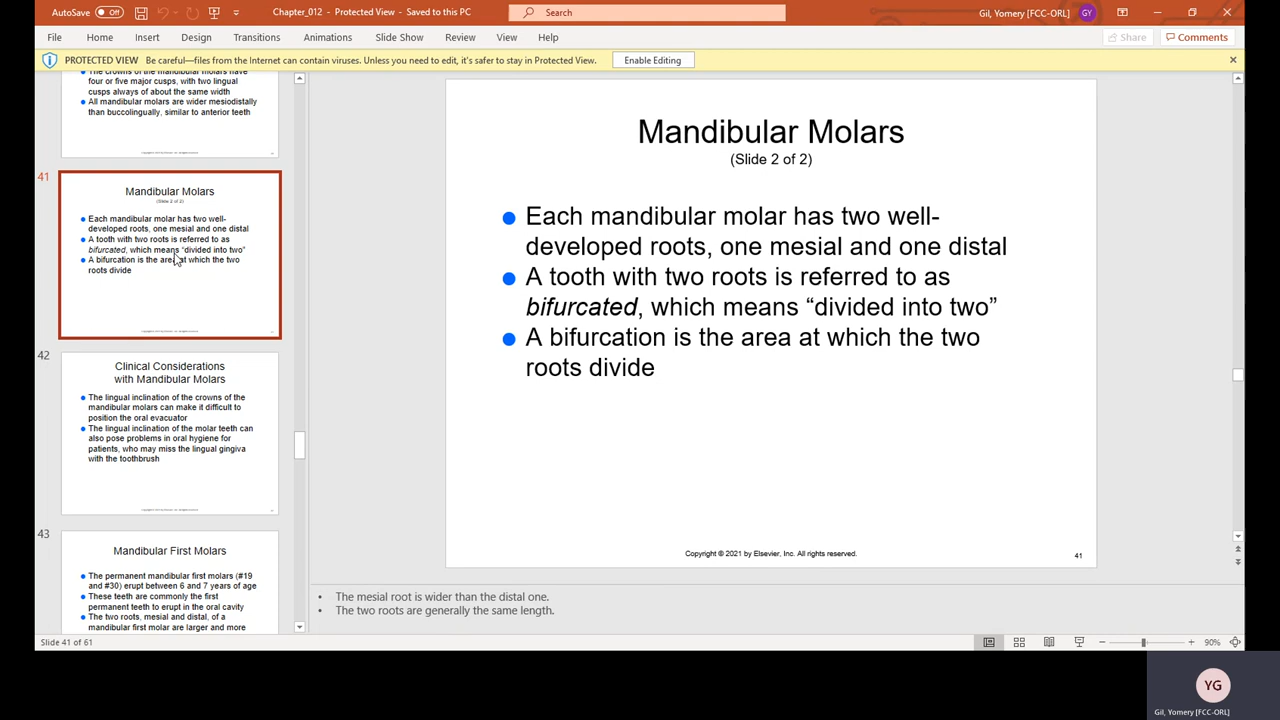 AutoSave Off
Chapter_012 - Protected View - Saved to this PC
Search
Gil, Yomery [FCC-ORL]
GY
File Home Insert Design Transitions Animations Slide Show Review View Help
Share
Comments
PROTECTED VIEW Be careful—files from the Internet can contain viruses. Unless you need to edit, it's safer to stay in Protected View.
Enable Editing
The crowns of the mandibular molars have
four or five major cusps, with two lingual
cusps always of about the same width
All mandibular molars are wider mesiodistally
than buccolingually, similar to anterior teeth
41
Mandibular Molars
(Slide 2 of 2)
Each mandibular molar has two well-
developed roots, one mesial and one distal
A tooth with two roots is referred to as
bifurcated, which means "divided into two"
A bifurcation is the area at which the two
roots divide
42
Clinical Considerations
with Mandibular Molars
The lingual inclination of the crowns of the
mandibular molars can make it difficult to
position the oral evacuator
The lingual inclination of the molar teeth can
also pose problems in oral hygiene for
patients, who may miss the lingual gingiva
with the toothbrush
43
Mandibular First Molars
The permanent mandibular first molars (#19
and #30) erupt between 6 and 7 years of age
These teeth are commonly the first
permanent teeth to erupt in the oral cavity
The two roots, mesial and distal, of a
mandibular first molar are larger and more
Mandibular Molars
(Slide 2 of 2)
Each mandibular molar has two well-
developed roots, one mesial and one distal
A tooth with two roots is referred to as
bifurcated, which means “divided into two”
A bifurcation is the area at which the two
roots divide
Copyright © 2021 by Elsevier, Inc. All rights reserved.
41
• The mesial root is wider than the distal one.
• The two roots are generally the same length.
Slide 41 of 61
90%
YG
Gil, Yomery [FCC-ORL]